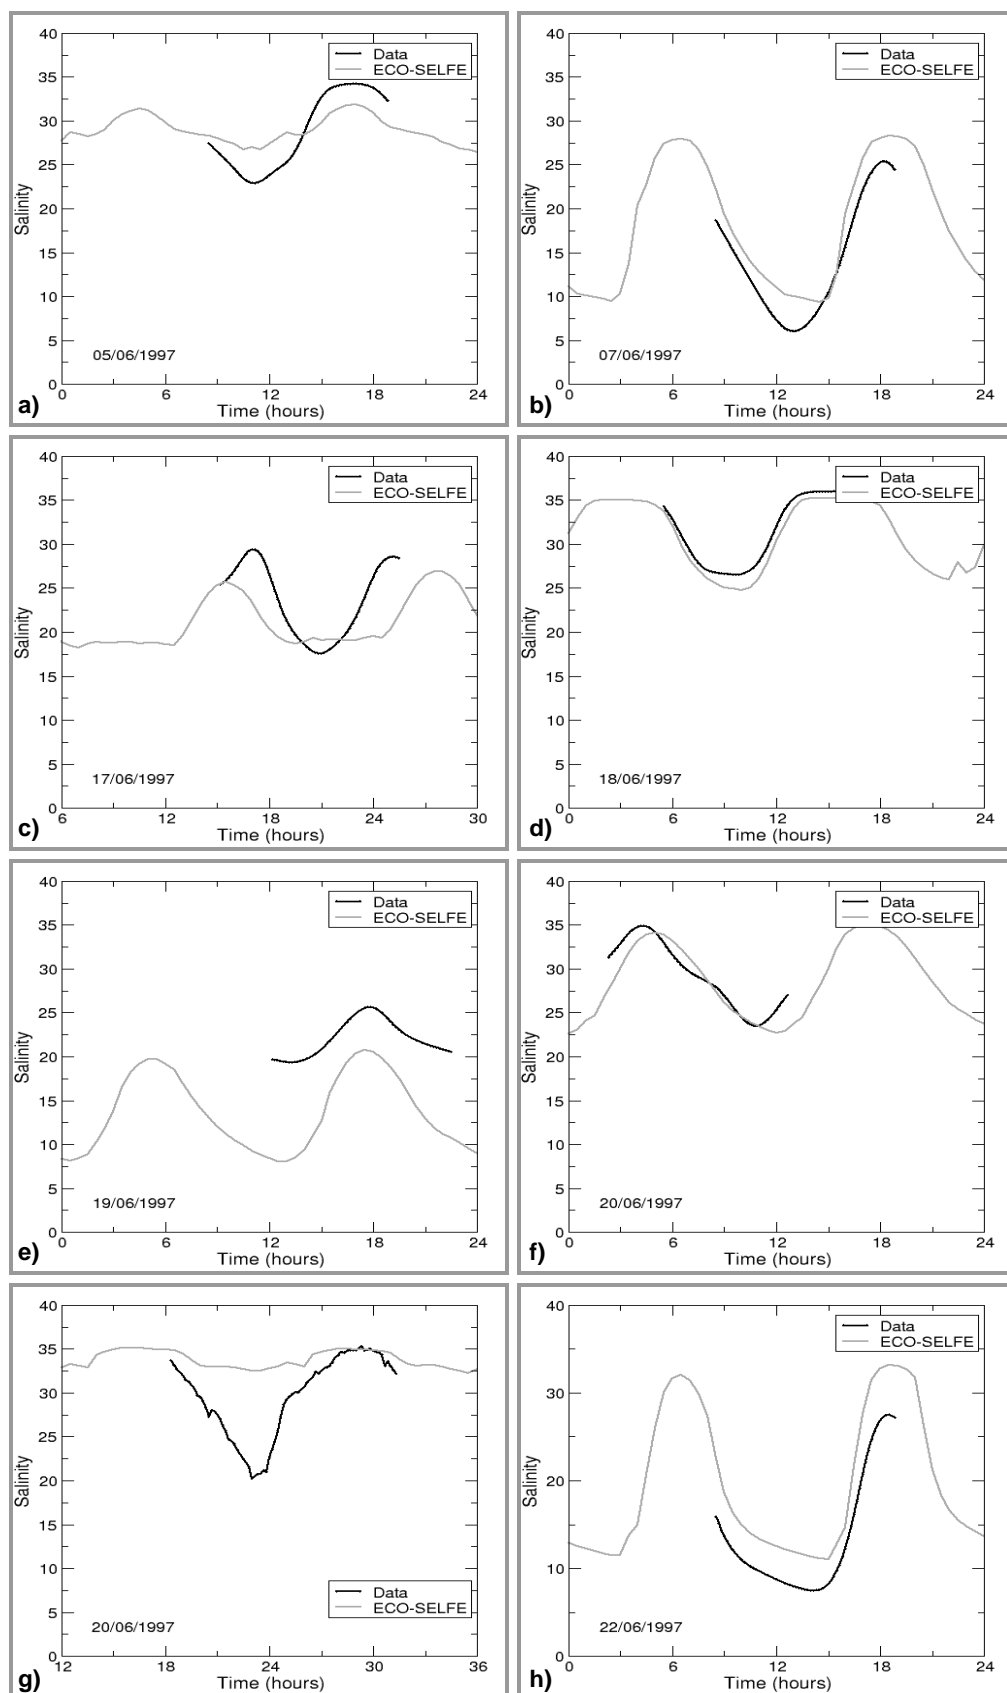 40
35
30
25
20
15
10
5
0
Salinity
Data
ECO-SELFE
05/06/1997
0 6 12 18 24
a) Time (hours)
40
35
30
25
20
15
10
5
0
Salinity
Data
ECO-SELFE
07/06/1997
0 6 12 18 24
b) Time (hours)
40
35
30
25
20
15
10
5
0
Salinity
Data
ECO-SELFE
17/06/1997
6 12 18 24 30
c) Time (hours)
40
35
30
25
20
15
10
5
0
Salinity
Data
ECO-SELFE
18/06/1997
0 6 12 18 24
d) Time (hours)
40
35
30
25
20
15
10
5
0
Salinity
Data
ECO-SELFE
19/06/1997
0 6 12 18 24
e) Time (hours)
40
35
30
25
20
15
10
5
0
Salinity
Data
ECO-SELFE
20/06/1997
0 6 12 18 24
f) Time (hours)
40
35
30
25
20
15
10
5
0
Salinity
Data
ECO-SELFE
20/06/1997
12 18 24 30 36
g) Time (hours)
40
35
30
25
20
15
10
5
0
Salinity
Data
ECO-SELFE
22/06/1997
0 6 12 18 24
h) Time (hours)